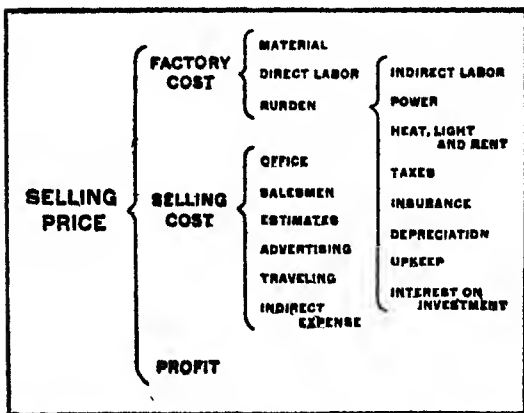 SELLING
PRICE
FACTORY
COST
MATERIAL
DIRECT LABOR
BURDEN
INDIRECT LABOR
POWER
HEAT, LIGHT
AND RENT
TAXES
INSURANCE
DEPRECIATION
UPKEEP
INTEREST ON
INVESTMENT
SELLING
COST
OFFICE
SALESMEN
ESTIMATES
ADVERTISING
TRAVELING
INDIRECT
EXPENSE
PROFIT